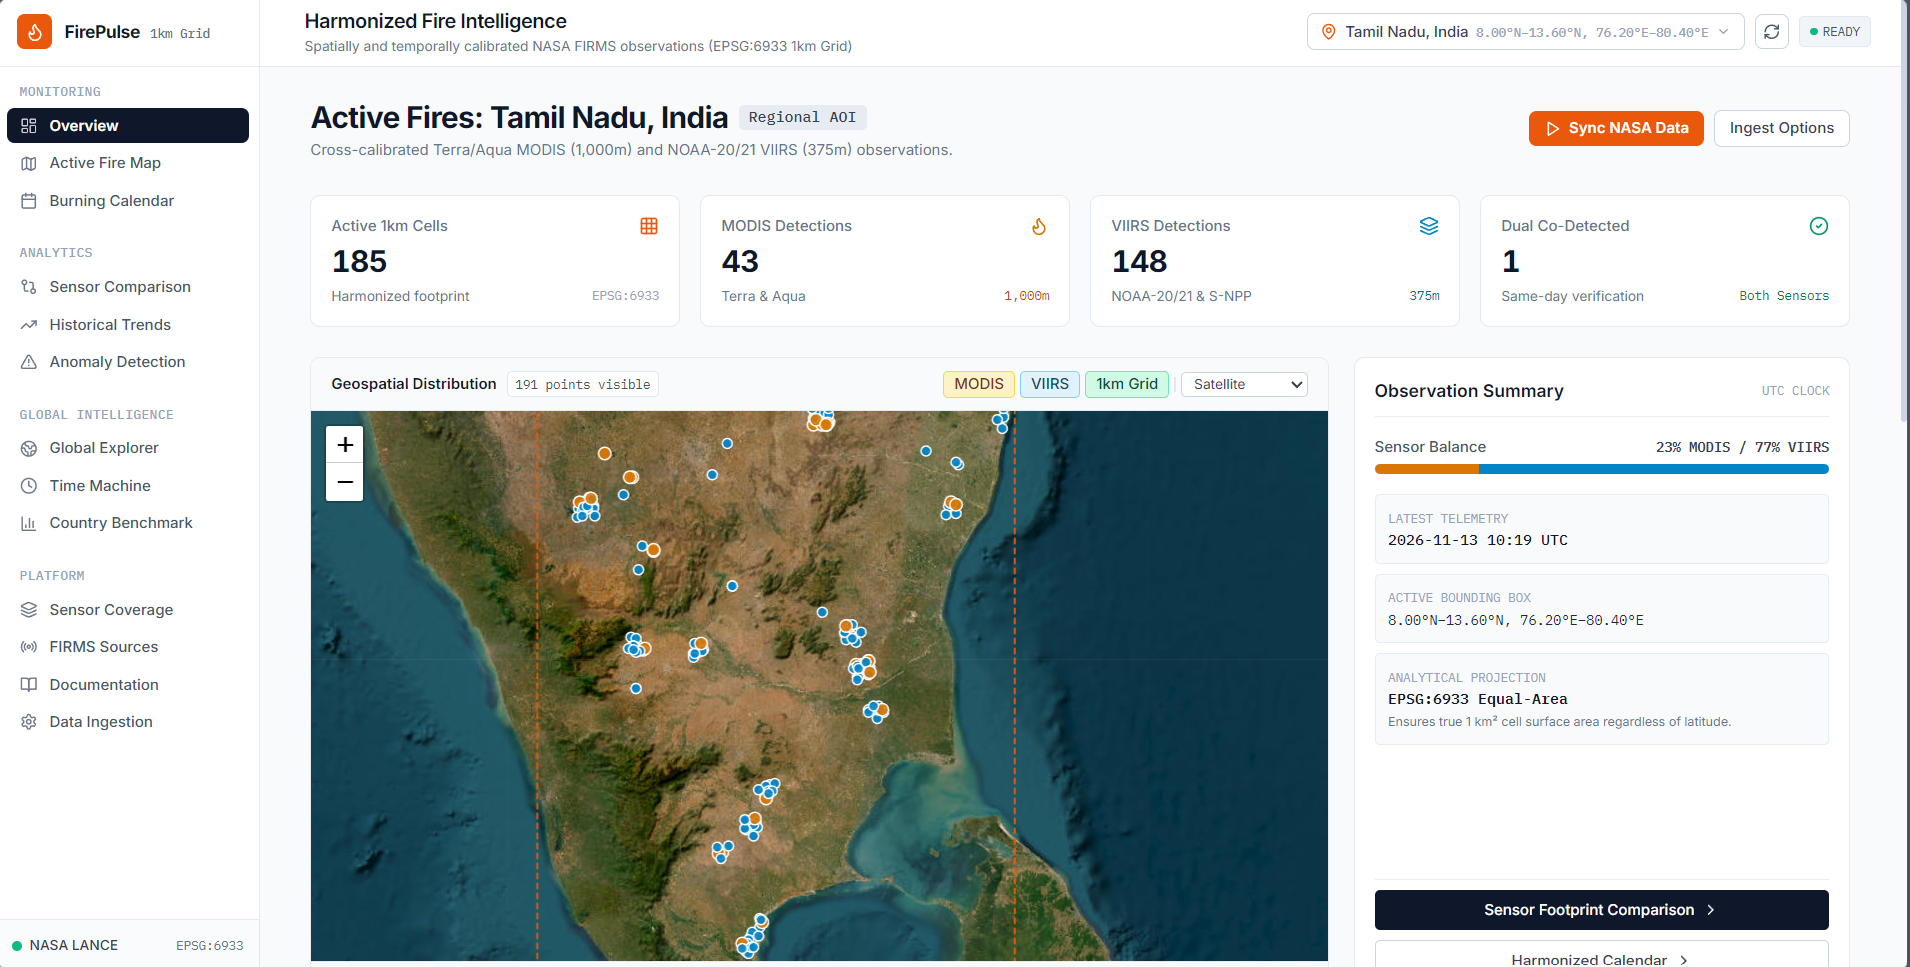 FirePulse 1km Grid
MONITORING
Overview
Active Fire Map
Burning Calendar
ANALYTICS
Sensor Comparison
Historical Trends
Anomaly Detection
GLOBAL INTELLIGENCE
Global Explorer
Time Machine
Country Benchmark
PLATFORM
Sensor Coverage
FIRMS Sources
Documentation
Data Ingestion
NASA LANCE EPSG:6933
Harmonized Fire Intelligence
Spatially and temporally calibrated NASA FIRMS observations (EPSG:6933 1km Grid)
Tamil Nadu, India 8.00°N–13.60°N, 76.20°E–80.40°E
READY
Active Fires: Tamil Nadu, India Regional AOI
Cross-calibrated Terra/Aqua MODIS (1,000m) and NOAA-20/21 VIIRS (375m) observations.
Sync NASA Data
Ingest Options
Active 1km Cells
185
Harmonized footprint EPSG:6933
MODIS Detections
43
Terra & Aqua 1,000m
VIIRS Detections
148
NOAA-20/21 & S-NPP 375m
Dual Co-Detected
1
Same-day verification Both Sensors
Geospatial Distribution 191 points visible
MODIS VIIRS 1km Grid Satellite
+
−
Observation Summary UTC CLOCK
Sensor Balance 23% MODIS / 77% VIIRS
LATEST TELEMETRY
2026-11-13 10:19 UTC
ACTIVE BOUNDING BOX
8.00°N–13.60°N, 76.20°E–80.40°E
ANALYTICAL PROJECTION
EPSG:6933 Equal-Area
Ensures true 1 km² cell surface area regardless of latitude.
Sensor Footprint Comparison
Harmonized Calendar